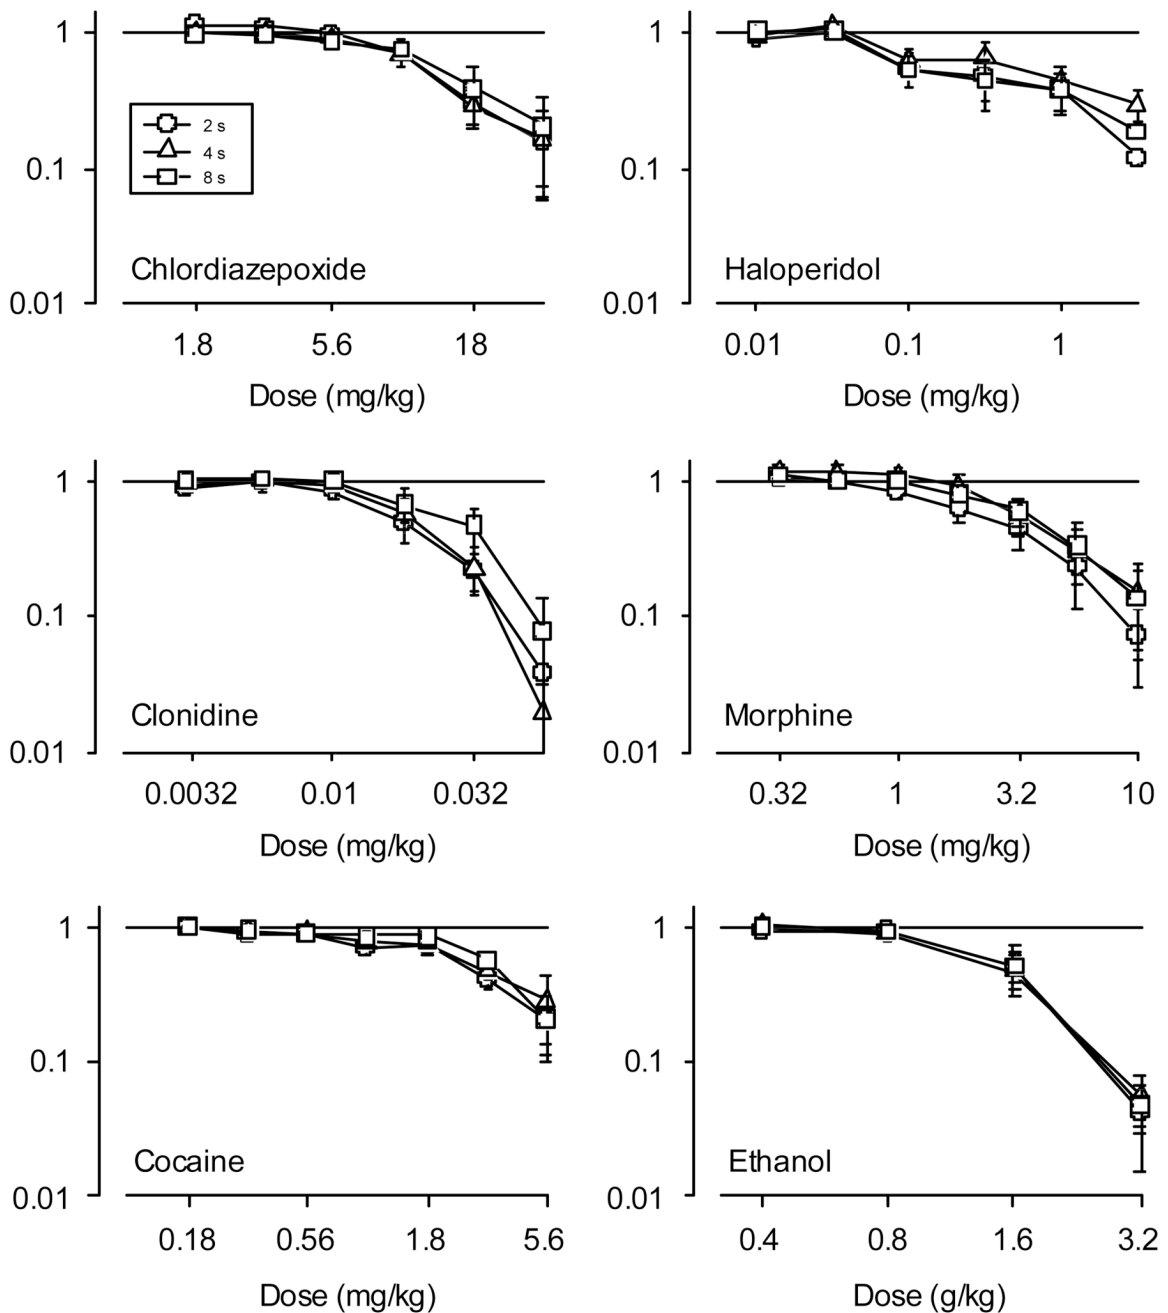 1
0.1
0.01
2 s
4 s
8 s
Chlordiazepoxide
1.8 5.6 18
Dose (mg/kg)
1
0.1
0.01
Haloperidol
0.01 0.1 1
Dose (mg/kg)
1
0.1
0.01
Clonidine
0.0032 0.01 0.032
Dose (mg/kg)
1
0.1
0.01
Morphine
0.32 1 3.2 10
Dose (mg/kg)
1
0.1
0.01
Cocaine
0.18 0.56 1.8 5.6
Dose (mg/kg)
1
0.1
0.01
Ethanol
0.4 0.8 1.6 3.2
Dose (g/kg)